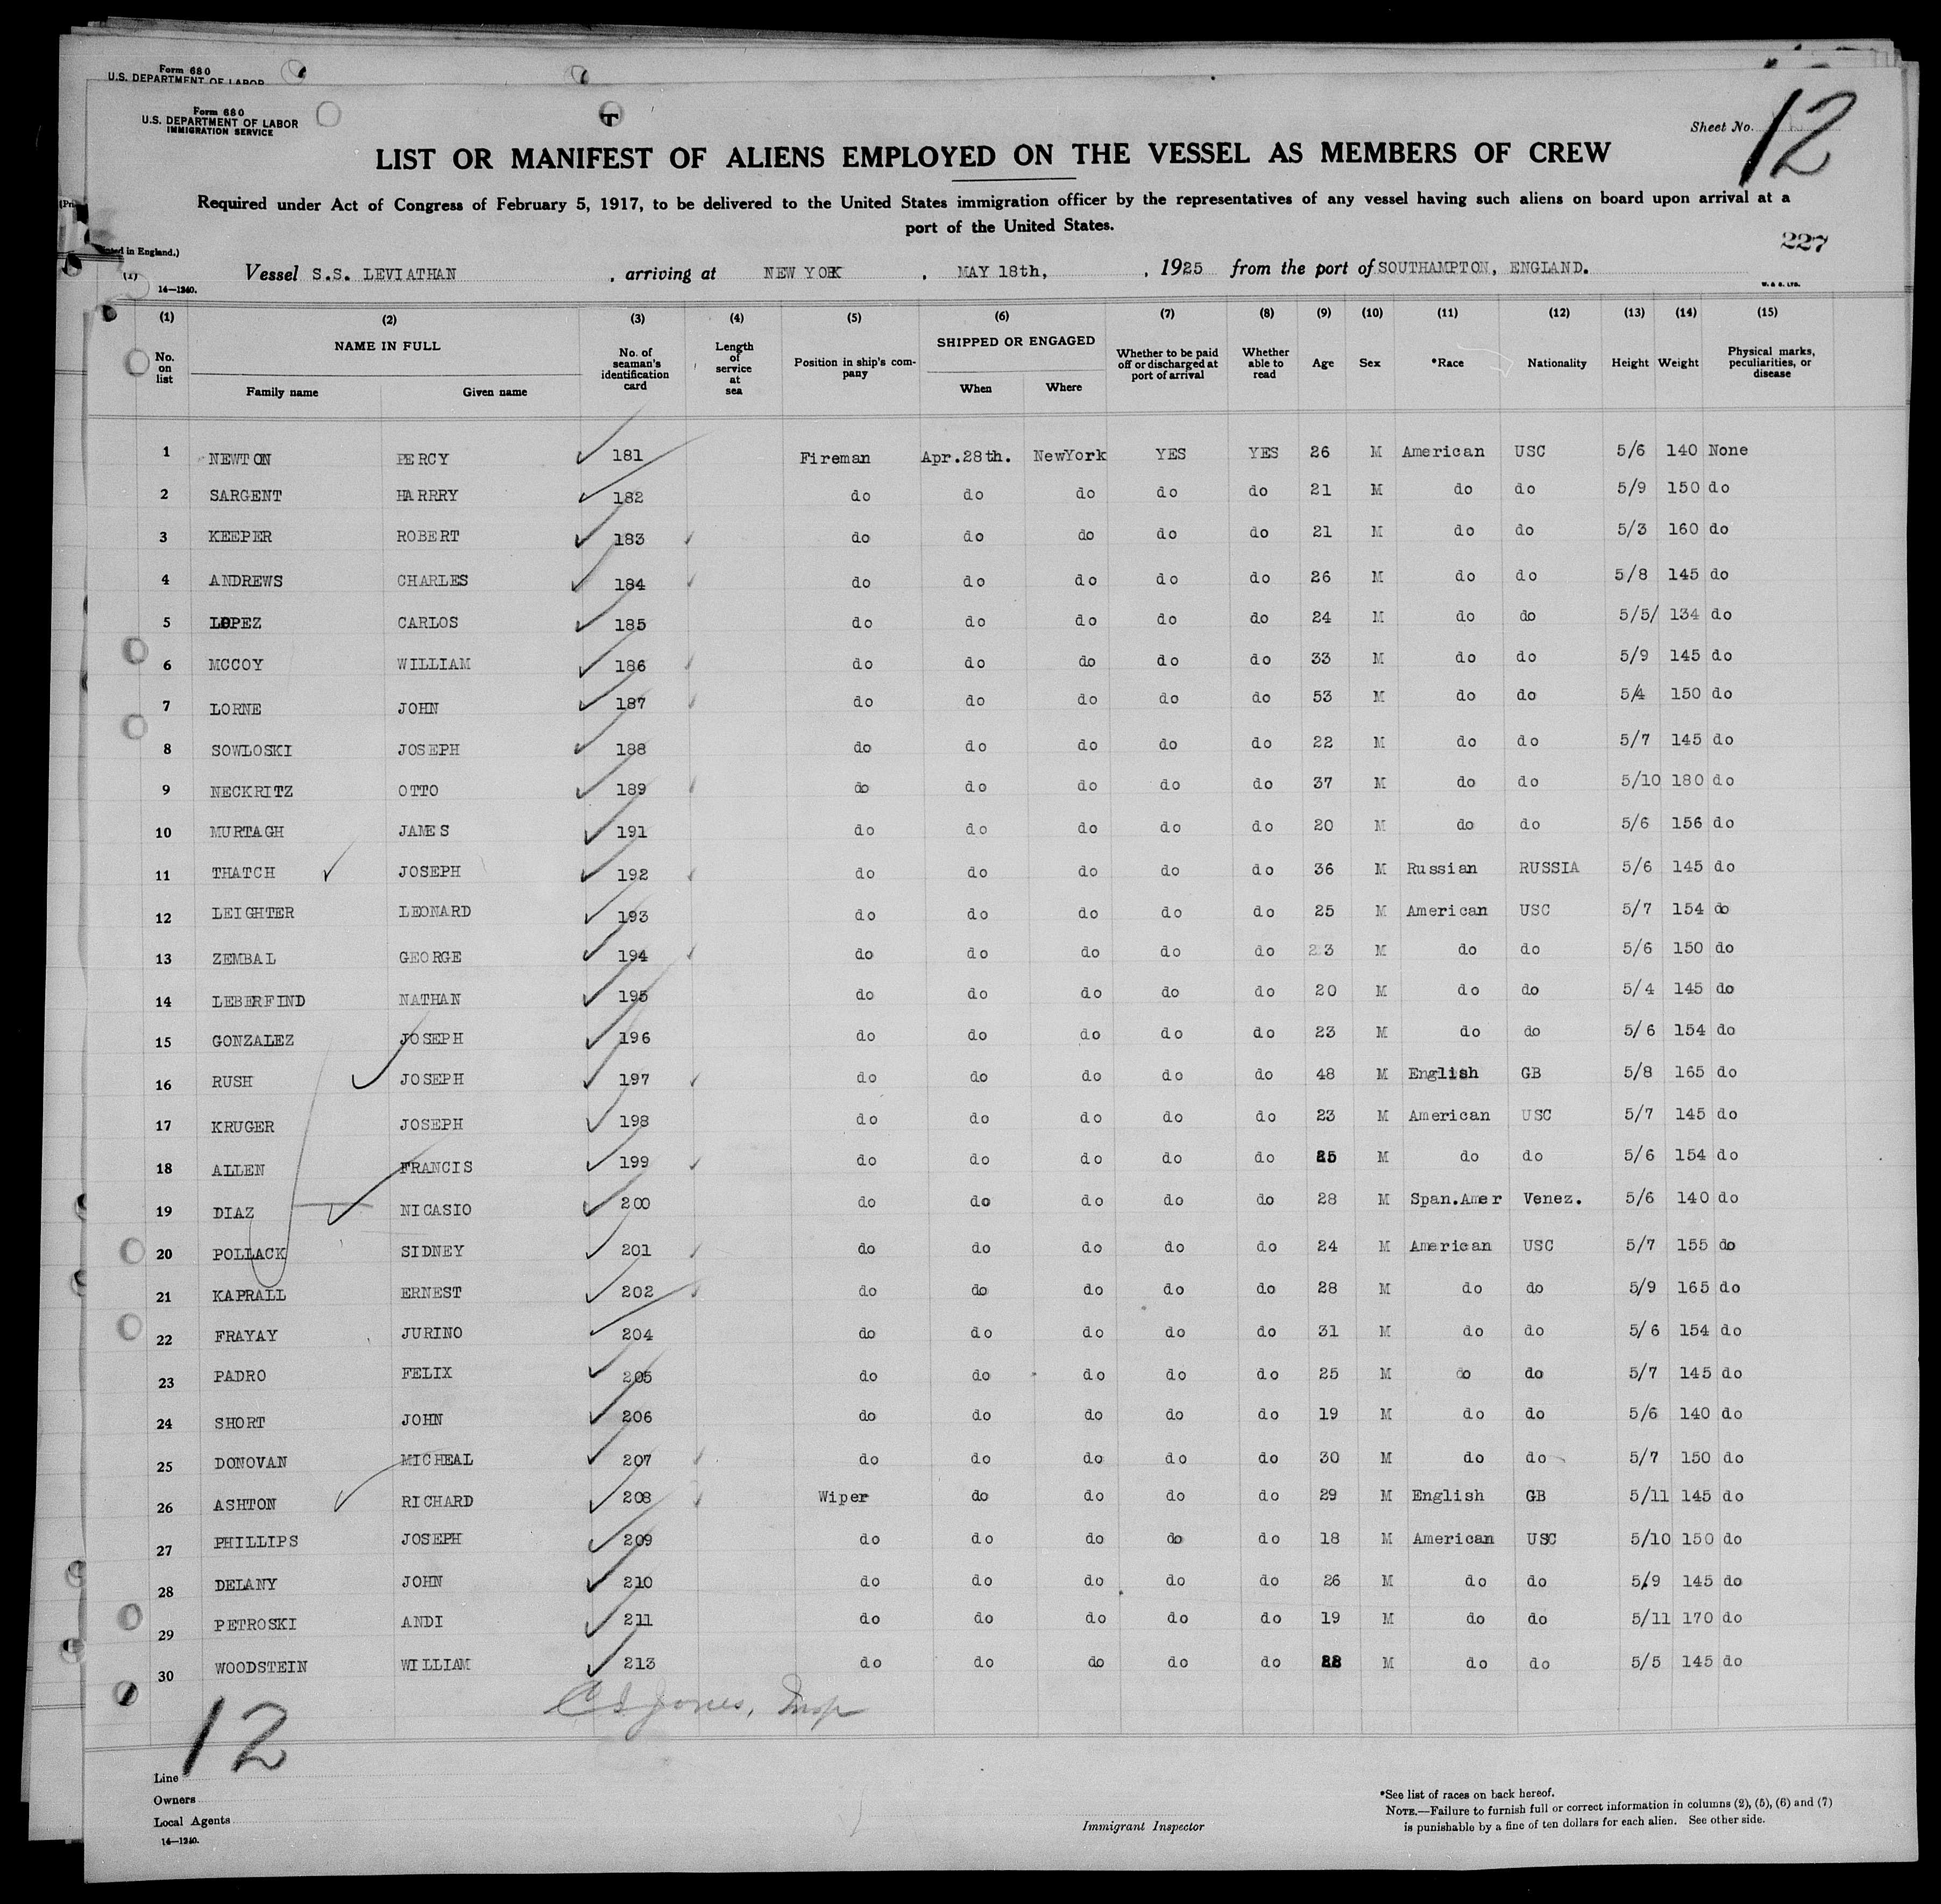 Form 680
U.S. DEPARTMENT OF LABOR
Form 680
U.S. DEPARTMENT OF LABOR
IMMIGRATION SERVICE
T
Sheet No. 12
LIST OR MANIFEST OF ALIENS EMPLOYED ON THE VESSEL AS MEMBERS OF CREW
Required under Act of Congress of February 5, 1917, to be delivered to the United States immigration officer by the representatives of any vessel having such aliens on board upon arrival at a
port of the United States.
227
in England.)
(1)
Vessel S.S. LEVIATHAN , arriving at NEW YORK , MAY 18th, , 1925 from the port of SOUTHAMPTON, ENGLAND.
14—1240.
W. & S. LTD.
(1) (2) (3) (4) (5) (6) (7) (8) (9) (10) (11) (12) (13) (14) (15)
No. on list NAME IN FULL Family name Given name No. of seaman's identification card Length of service at sea Position in ship's company SHIPPED OR ENGAGED When Where Whether to be paid off or discharged at port of arrival Whether able to read Age Sex *Race Nationality Height Weight Physical marks, peculiarities, or disease
1 NEWTON PERCY 181 Fireman Apr.28th. NewYork YES YES 26 M American USC 5/6 140 None
2 SARGENT HARRRY 182 do do do do do 21 M do do 5/9 150 do
3 KEEPER ROBERT 183 do do do do do 21 M do do 5/3 160 do
4 ANDREWS CHARLES 184 do do do do do 26 M do do 5/8 145 do
5 LOPEZ CARLOS 185 do do do do do 24 M do do 5/5/ 134 do
6 MCCOY WILLIAM 186 do do do do do 33 M do do 5/9 145 do
7 LORNE JOHN 187 do do do do do 53 M do do 5/4 150 do
8 SOWLOSKI JOSEPH 188 do do do do do 22 M do do 5/7 145 do
9 NECKRITZ OTTO 189 do do do do do 37 M do do 5/10 180 do
10 MURTAGH JAMES 191 do do do do do 20 M do do 5/6 156 do
11 THATCH JOSEPH 192 do do do do do 36 M Russian RUSSIA 5/6 145 do
12 LEIGHTER LEONARD 193 do do do do do 25 M American USC 5/7 154 do
13 ZEMBAL GEORGE 194 do do do do do 23 M do do 5/6 150 do
14 LEBERFIND NATHAN 195 do do do do do 20 M do do 5/4 145 do
15 GONZALEZ JOSEPH 196 do do do do do 23 M do do 5/6 154 do
16 RUSH JOSEPH 197 do do do do do 48 M English GB 5/8 165 do
17 KRUGER JOSEPH 198 do do do do do 23 M American USC 5/7 145 do
18 ALLEN FRANCIS 199 do do do do do M do do 5/6 154 do
19 DIAZ NICASIO 200 do do do do do 28 M Span.Amer Venez. 5/6 140 do
20 POLLACK SIDNEY 201 do do do do do 24 M American USC 5/7 155 do
21 KAPRALL ERNEST 202 do do do do do 28 M do do 5/9 165 do
22 FRAYAY JURINO 204 do do do do do 31 M do do 5/6 154 do
23 PADRO FELIX 205 do do do do do 25 M do do 5/7 145 do
24 SHORT JOHN 206 do do do do do 19 M do do 5/6 140 do
25 DONOVAN MICHEAL 207 do do do do do 30 M do do 5/7 150 do
26 ASHTON RICHARD 208 Wiper do do do do 29 M English GB 5/11 145 do
27 PHILLIPS JOSEPH 209 do do do do do 18 M American USC 5/10 150 do
28 DELANY JOHN 210 do do do do do 26 M do do 5/9 145 do
29 PETROSKI ANDI 211 do do do do do 19 M do do 5/11 170 do
30 WOODSTEIN WILLIAM 213 do do do do do M do do 5/5 145 do
Jones, Insp
12
Line
Owners
Local Agents
14—1240.
Immigrant Inspector
*See list of races on back hereof.
NOTE.—Failure to furnish full or correct information in columns (2), (5), (6) and (7)
is punishable by a fine of ten dollars for each alien. See other side.